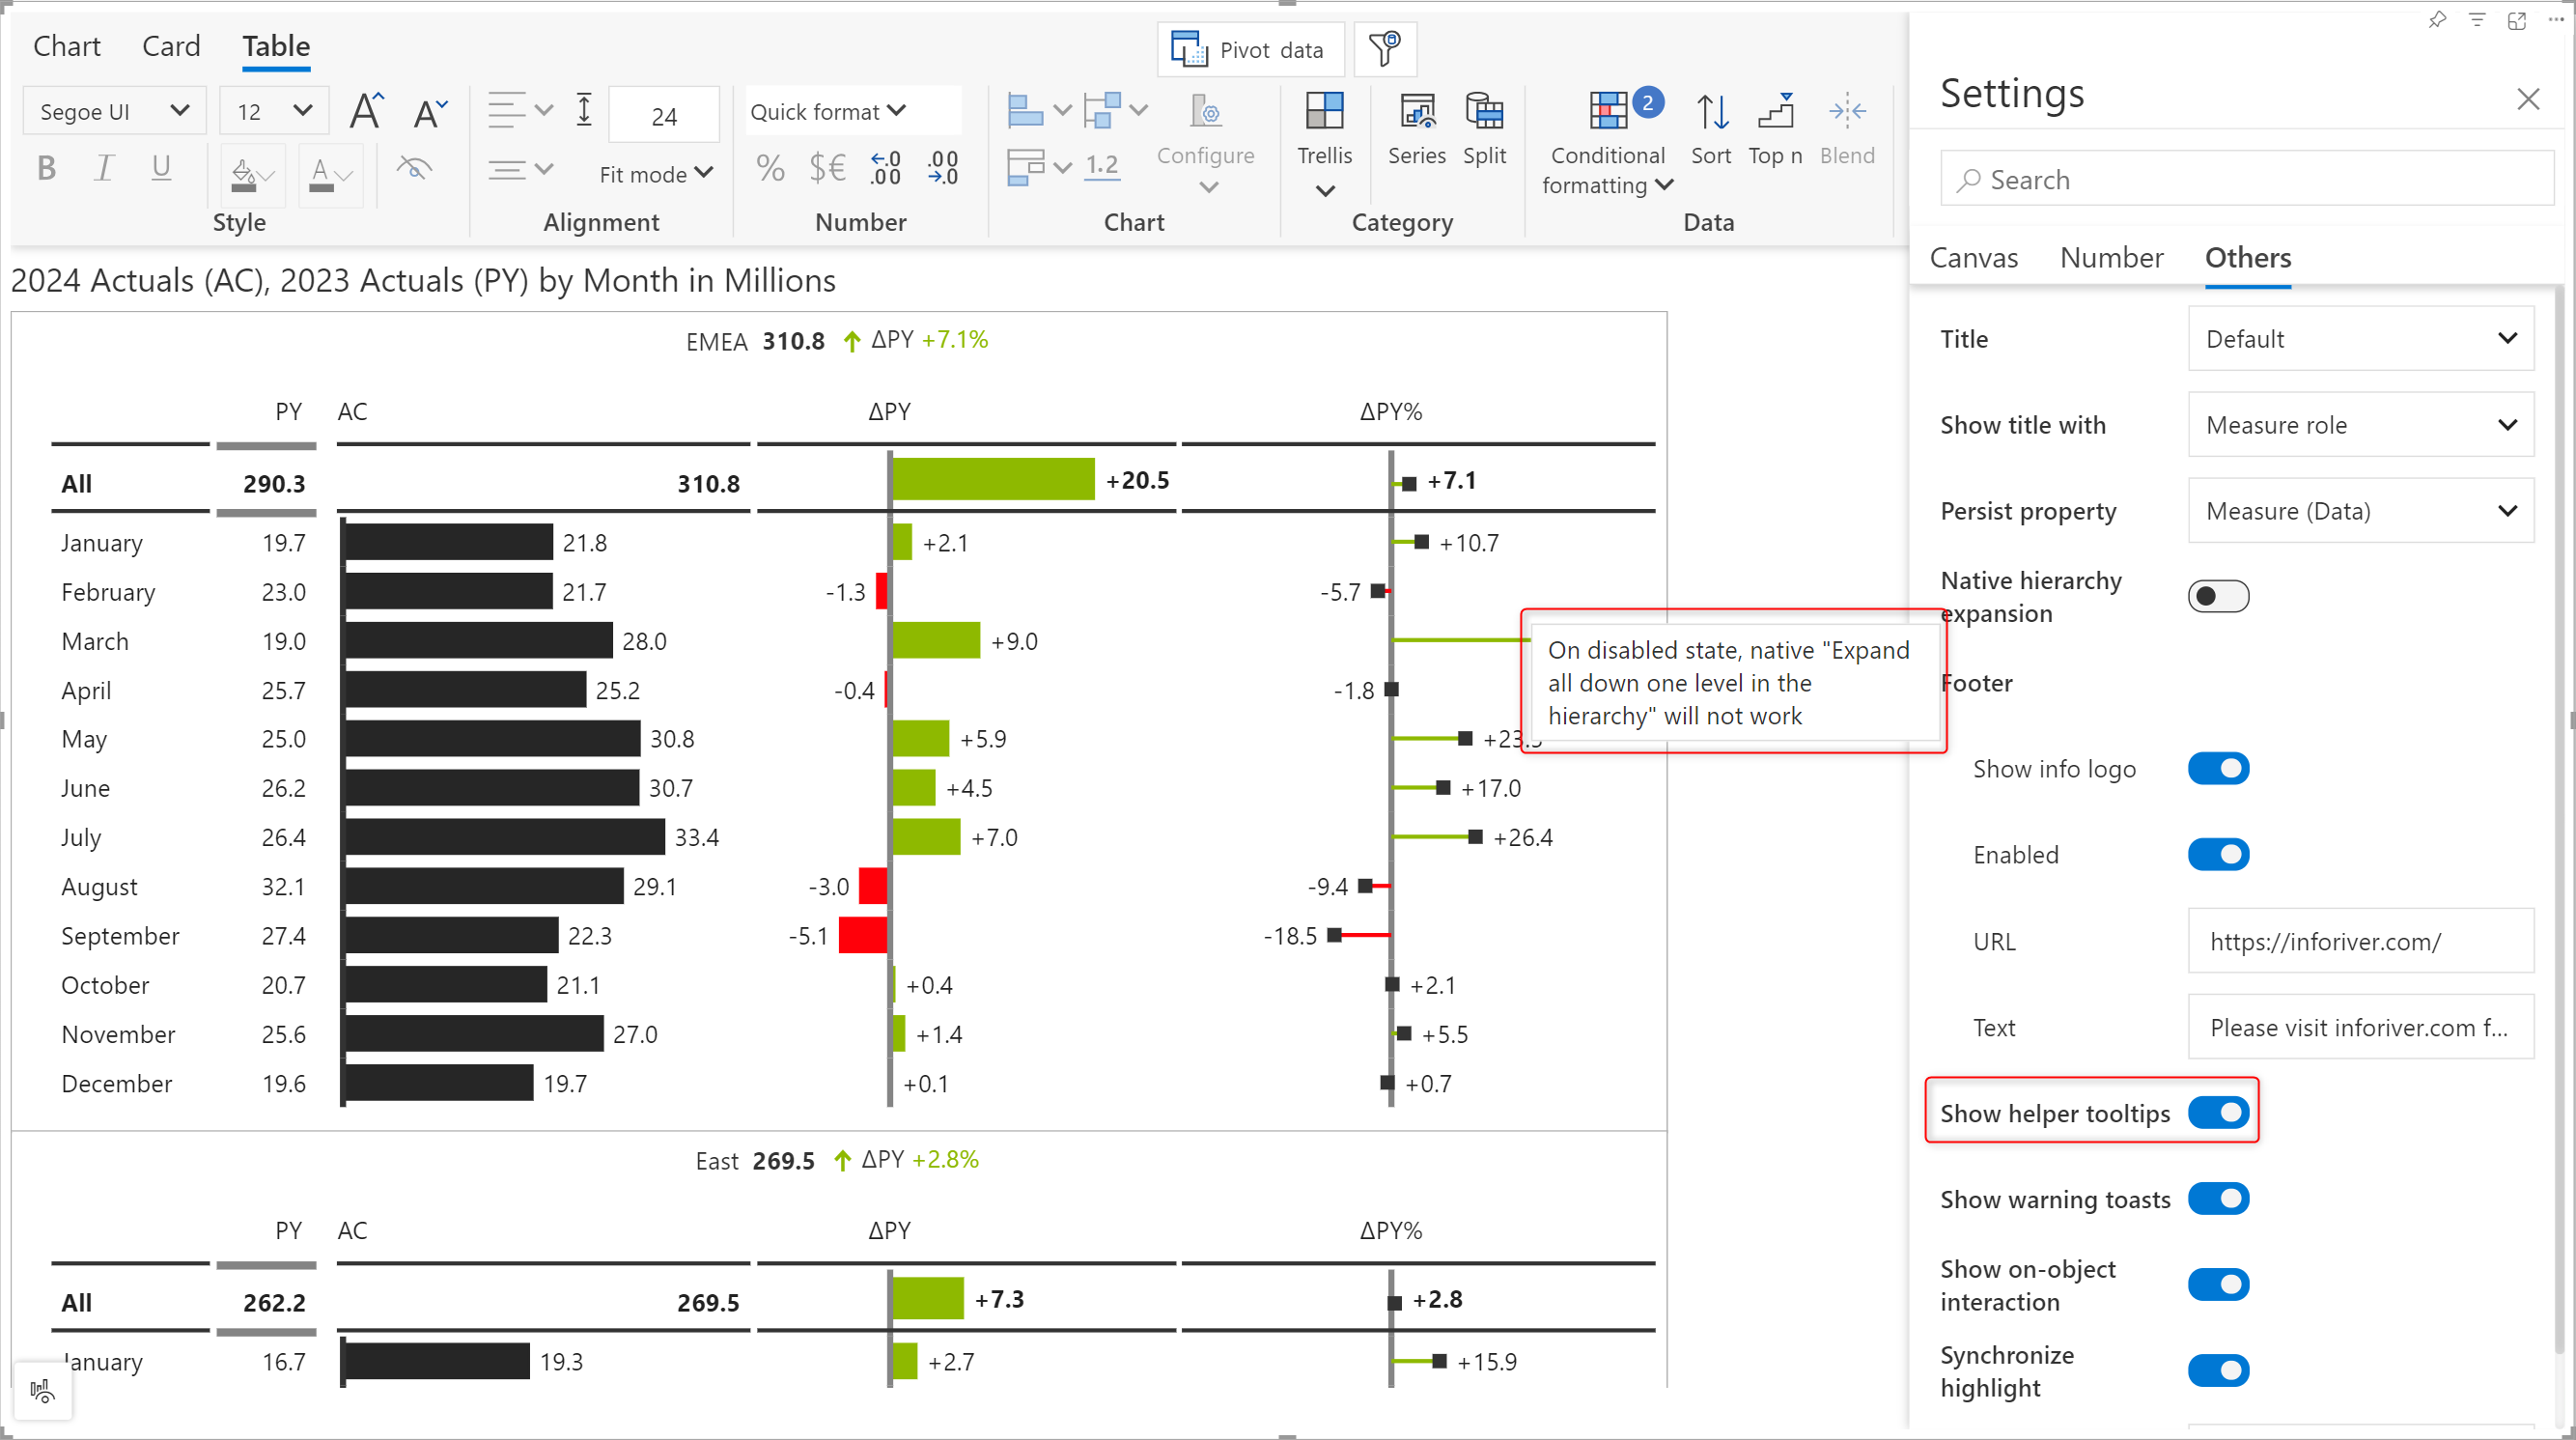 Chart Card Table
Pivot data
Segoe UI 12 A A 24 Quick format 2
B I U A Fit mode % $€ .0 .00 .00 .0 1.2 Configure Trellis Series Split Conditional formatting Sort Top n Blend
Style Alignment Number Chart Category Data
2024 Actuals (AC), 2023 Actuals (PY) by Month in Millions
EMEA 310.8 ΔPY +7.1%
PY AC ΔPY ΔPY%
All 290.3 310.8 +20.5 +7.1
January 19.7 21.8 +2.1 +10.7
February 23.0 21.7 -1.3 -5.7
March 19.0 28.0 +9.0
April 25.7 25.2 -0.4 -1.8
May 25.0 30.8 +5.9
June 26.2 30.7 +4.5 +17.0
July 26.4 33.4 +7.0 +26.4
August 32.1 29.1 -3.0 -9.4
September 27.4 22.3 -5.1 -18.5
October 20.7 21.1 +0.4 +2.1
November 25.6 27.0 +1.4 +5.5
December 19.6 19.7 +0.1 +0.7
East 269.5 ΔPY +2.8%
PY AC ΔPY ΔPY%
All 262.2 269.5 +7.3 +2.8
January 16.7 19.3 +2.7 +15.9
On disabled state, native "Expand
all down one level in the
hierarchy" will not work
Settings
Search
Canvas Number Others
Title Default
Show title with Measure role
Persist property Measure (Data)
Native hierarchy
expansion
Footer
Show info logo
Enabled
URL https://inforiver.com/
Text Please visit inforiver.com f...
Show helper tooltips
Show warning toasts
Show on-object
interaction
Synchronize
highlight